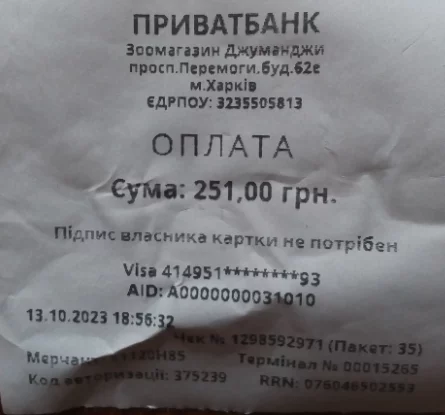 ПРИВАТБАНК
Зоомагазин Джуманджи
просп.Перемоги.буд.62е
м.Харків
ЄДРПОУ: 3235505813
ОПЛАТА
Сума: 251,00 грн.
Підпис власника картки не потрібен
Visa 414951********93
AID: A0000000031010
13.10.2023 18:56:32
Чек № 1298592971 (Пакет: 35)
Термінал № 00015265
Код авторизації: 375239
RRN: 076046502553